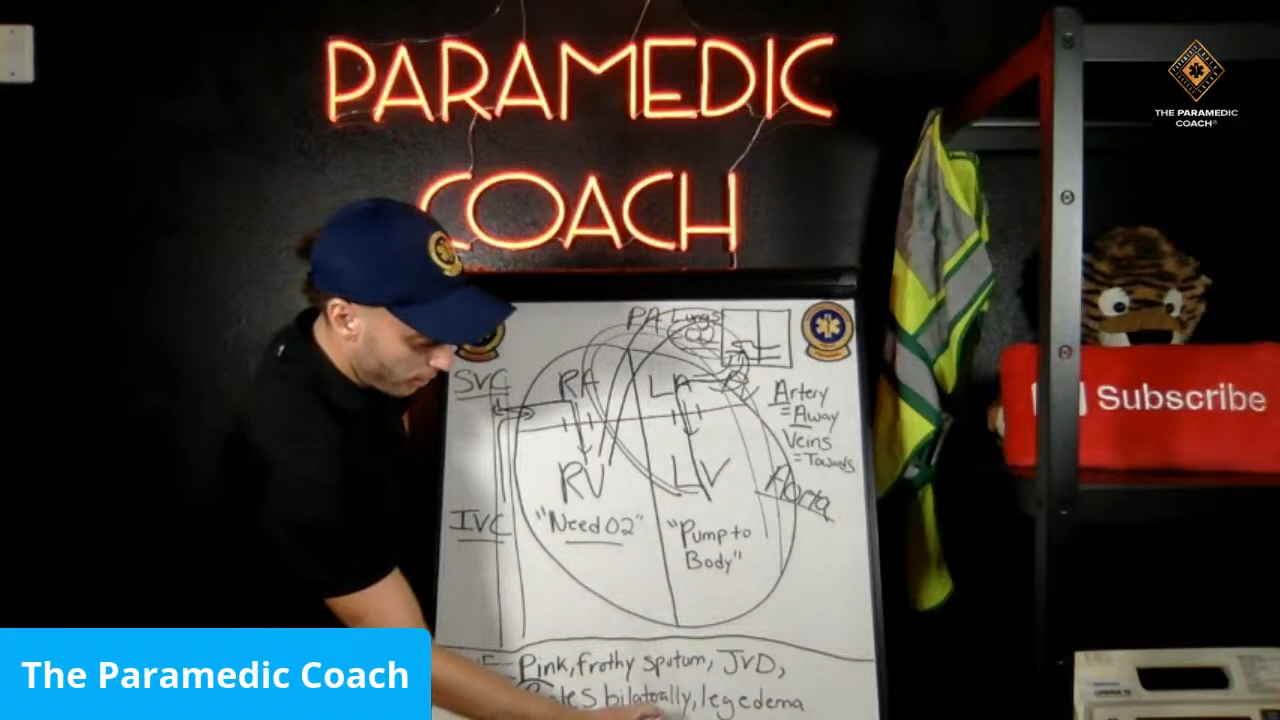 PARAMEDIC
COACH
THE PARAMEDIC
COACH®
Subscribe
PA Lungs
SVC
RA
LA
Artery
=Away
Veins
=Towards
RV
LV
Aorta
IVC
"Need O2"
"Pump to
Body"
Pink, frothy sputum, JVD,
bilaterally, leg edema
The Paramedic Coach